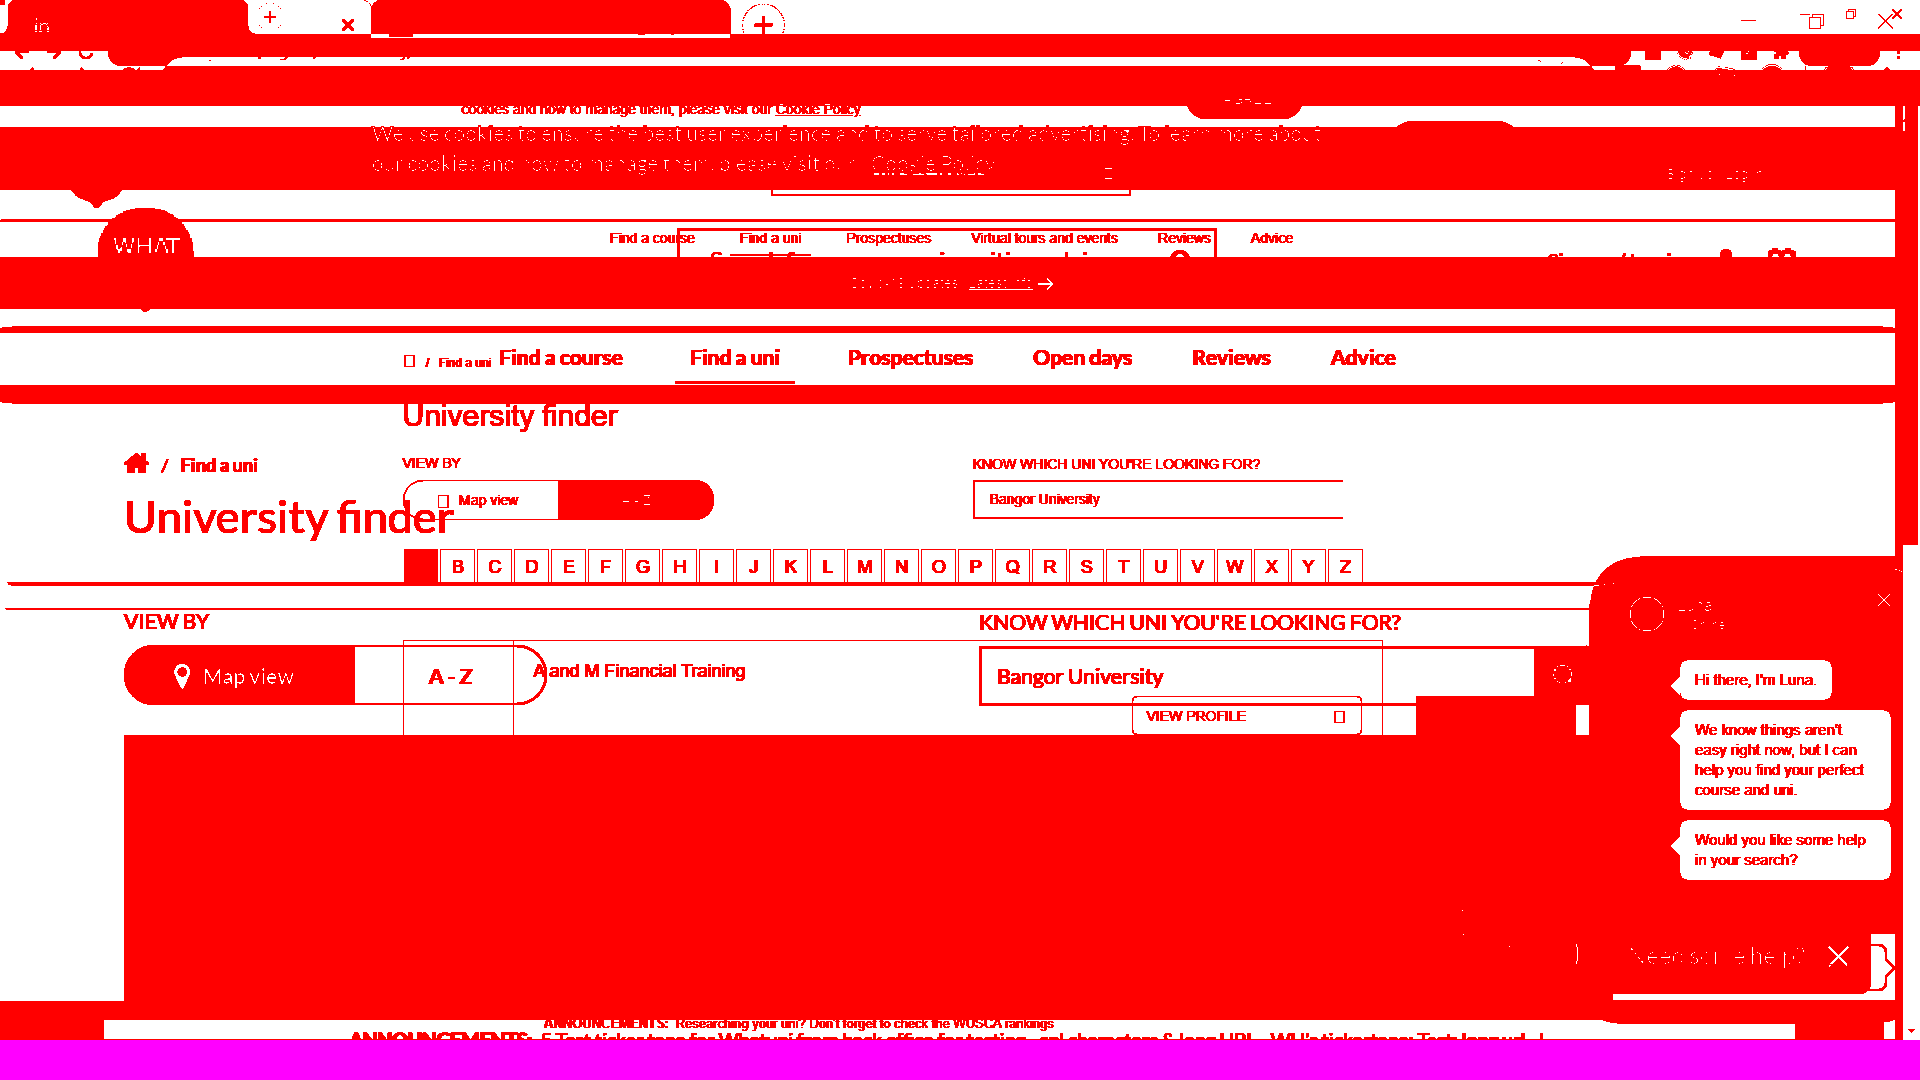 in
cookies and how to manage them, please visit our Cookie Policy
We use cookies to ensure the best user experience and to serve tailored advertising. To learn more about
our cookies and how to manage them please visit our Cookie Policy
WHAT
Find a course Find a uni Prospectuses Virtual tours and events Reviews Advice
Latest info →
/ Find a uni
Find a course Find a uni Prospectuses Open days Reviews Advice
University finder
/ Find a uni
VIEW BY
KNOW WHICH UNI YOU'RE LOOKING FOR?
Map view
Bangor University
University finder
B C D E F G H I J K L M N O P Q R S T U V W X Y Z
VIEW BY
KNOW WHICH UNI YOU'RE LOOKING FOR?
Map view
A - Z
A and M Financial Training
Bangor University
VIEW PROFILE
Luna
Hi there, I'm Luna.
We know things aren't
easy right now, but I can
help you find your perfect
course and uni.
Would you like some help
in your search?
Need some help?
ANNOUNCEMENTS: Researching your uni? Don't forget to check the WUSCA rankings
ANNOUNCEMENTS: